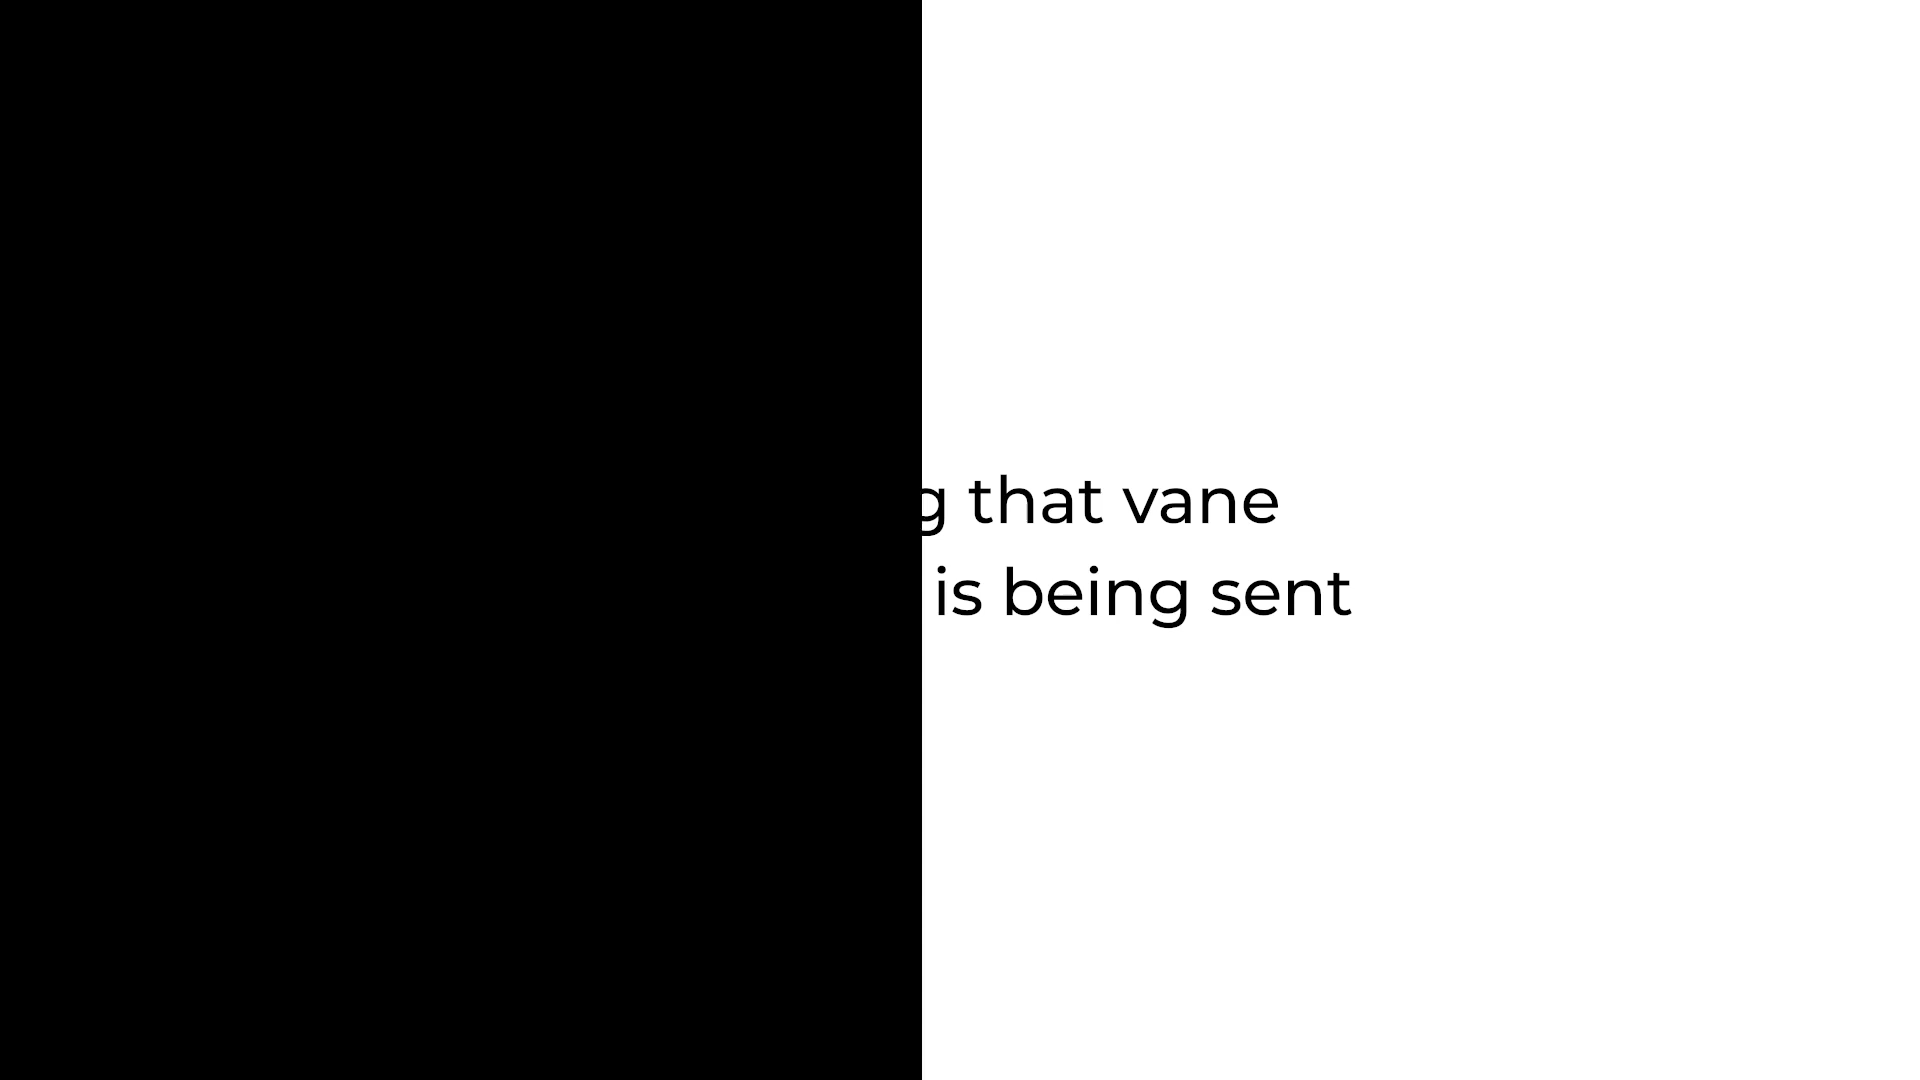 that vane
is being sent